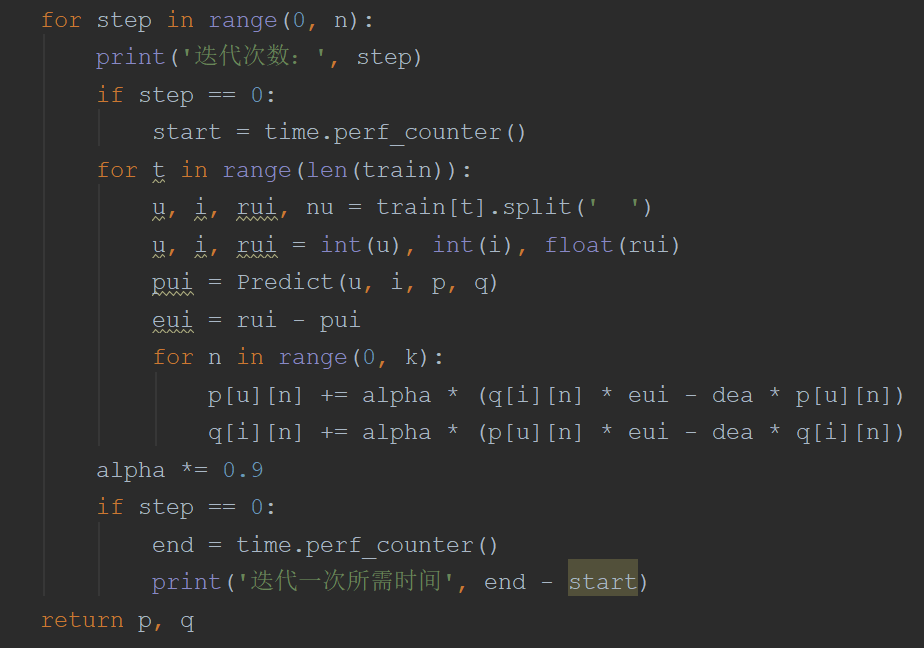 for step in range(0, n):
    print('迭代次数：', step)
    if step == 0:
        start = time.perf_counter()
    for t in range(len(train)):
        u, i, rui, nu = train[t].split('  ')
        u, i, rui = int(u), int(i), float(rui)
        pui = Predict(u, i, p, q)
        eui = rui - pui
        for n in range(0, k):
            p[u][n] += alpha * (q[i][n] * eui - dea * p[u][n])
            q[i][n] += alpha * (p[u][n] * eui - dea * q[i][n])
    alpha *= 0.9
    if step == 0:
        end = time.perf_counter()
        print('迭代一次所需时间', end - start)
return p, q